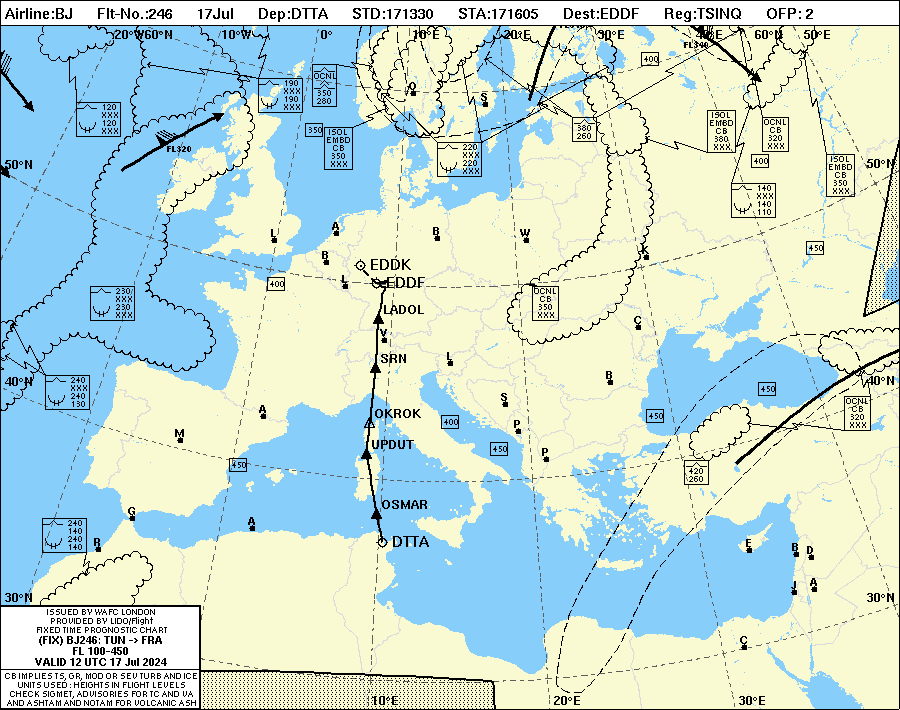 Airline:BJ Flt-No.:246 17Jul Dep:DTTA STD:171330 STA:171605 Dest:EDDF Reg:TSINQ OFP: 2
20°W 60°N 10°W 0° 10°E 20°E 30°E 40°E 60°N 50°E
FL340
400
190
XXX
190
XXX
OCNL
350
280
O
S
120
XXX
120
XXX
FL320
350
ISOL
EMBD
CB
350
XXX
220
XXX
220
XXX
380
260
ISOL
EMBD
CB
380
XXX
OCNL
CB
320
XXX
400
ISOL
EMBD
CB
350
XXX
50°N
50°N
140
XXX
140
110
L
A
B
B
W
K
450
EDDK
EDDF
L
400
230/
XXX
230
XXX
OCNL
CB
350
XXX
LADOL
C
V
SRN
L
40°N
40°N
240
XXX
240
130
B
450
S
OCNL
CB
320
XXX
A
OKROK
400
P
450
M
UPDUT
450
P
450
420
260
OSMAR
G
A
240
140
240
140
R
DTTA
E
B
D
J
A
30°N
30°N
C
ISSUED BY WAFC LONDON
PROVIDED BY LIDO/Flight
FIXED TIME PROGNOSTIC CHART
(FIX) BJ246: TUN -> FRA
FL 100-450
VALID 12 UTC 17 Jul 2024
CB IMPLIES TS, GR, MOD OR SEV TURB AND ICE
UNITS USED : HEIGHTS IN FLIGHT LEVELS
CHECK SIGMET, ADVISORIES FOR TC AND VA
AND ASHTAM AND NOTAM FOR VOLCANIC ASH
10°E 20°E 30°E